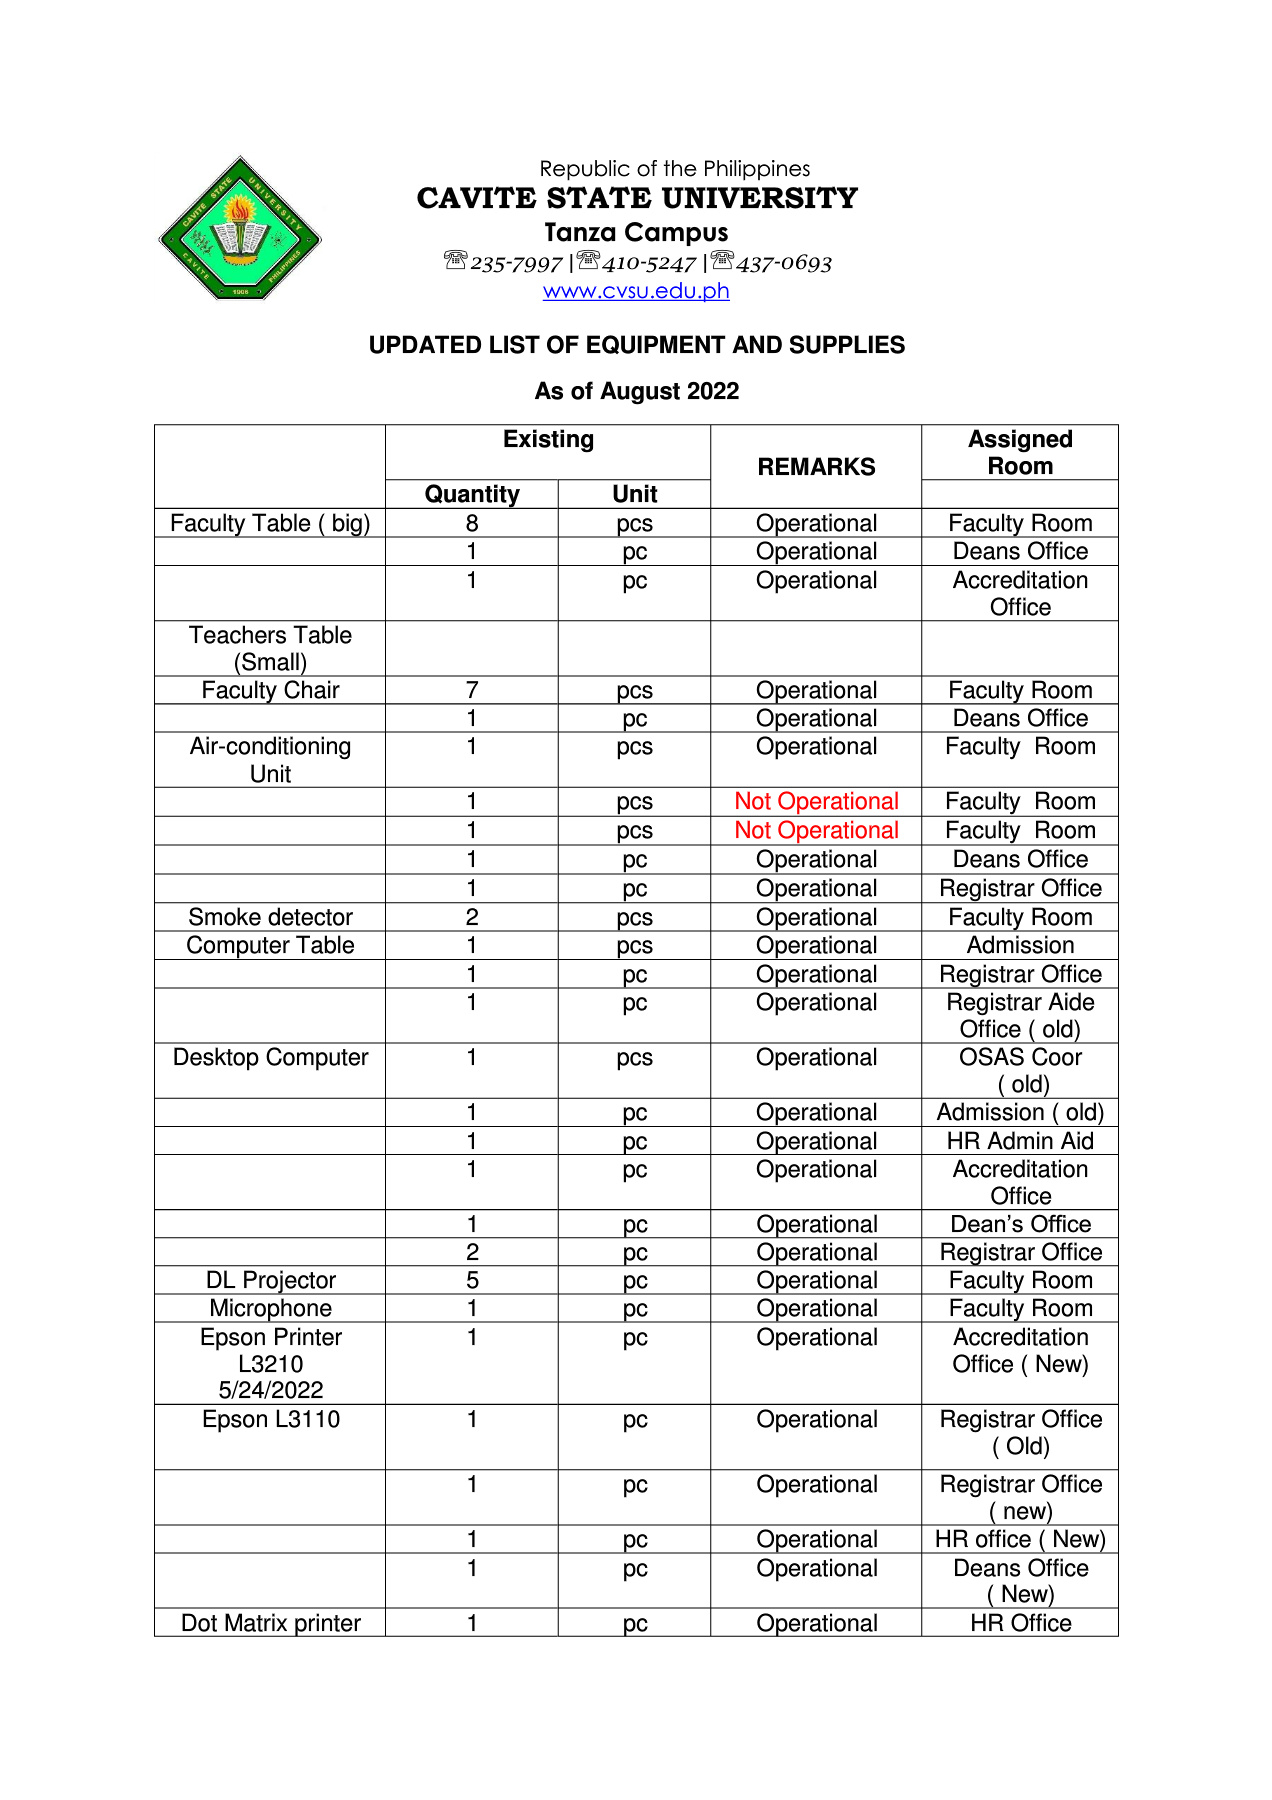 CAVITE STATE UNIVERSITY
CAVITE PHILIPPINES
1906
Republic of the Philippines
CAVITE STATE UNIVERSITY
Tanza Campus
☏235-7997 |☏410-5247 |☏437-0693
www.cvsu.edu.ph
UPDATED LIST OF EQUIPMENT AND SUPPLIES
As of August 2022
Existing REMARKS Assigned
Room
Quantity Unit
Faculty Table ( big) 8 pcs Operational Faculty Room
1 pc Operational Deans Office
1 pc Operational Accreditation
Office
Teachers Table
(Small)
Faculty Chair 7 pcs Operational Faculty Room
1 pc Operational Deans Office
Air-conditioning 1 pcs Operational Faculty  Room
Unit
1 pcs Not Operational Faculty  Room
1 pcs Not Operational Faculty  Room
1 pc Operational Deans Office
1 pc Operational Registrar Office
Smoke detector 2 pcs Operational Faculty Room
Computer Table 1 pcs Operational Admission
1 pc Operational Registrar Office
1 pc Operational Registrar Aide
Office ( old)
Desktop Computer 1 pcs Operational OSAS Coor
( old)
1 pc Operational Admission ( old)
1 pc Operational HR Admin Aid
1 pc Operational Accreditation
Office
1 pc Operational Dean’s Office
2 pc Operational Registrar Office
DL Projector 5 pc Operational Faculty Room
Microphone 1 pc Operational Faculty Room
Epson Printer 1 pc Operational Accreditation
L3210 Office ( New)
5/24/2022
Epson L3110 1 pc Operational Registrar Office
( Old)
1 pc Operational Registrar Office
( new)
1 pc Operational HR office ( New)
1 pc Operational Deans Office
( New)
Dot Matrix printer 1 pc Operational HR Office